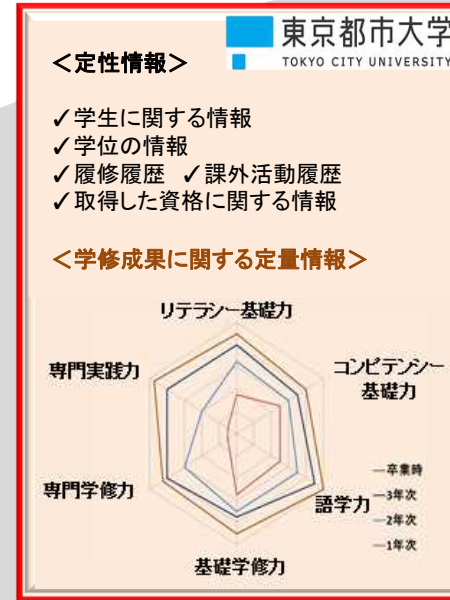 東京都市大学
TOKYO CITY UNIVERSITY
＜定性情報＞
✓学生に関する情報
✓学位の情報
✓履修履歴 ✓課外活動履歴
✓取得した資格に関する情報
＜学修成果に関する定量情報＞
リテラシー基礎力
専門実践力
コンピテンシー
基礎力
専門学修力
語学力
基礎学修力
卒業時
3年次
2年次
1年次